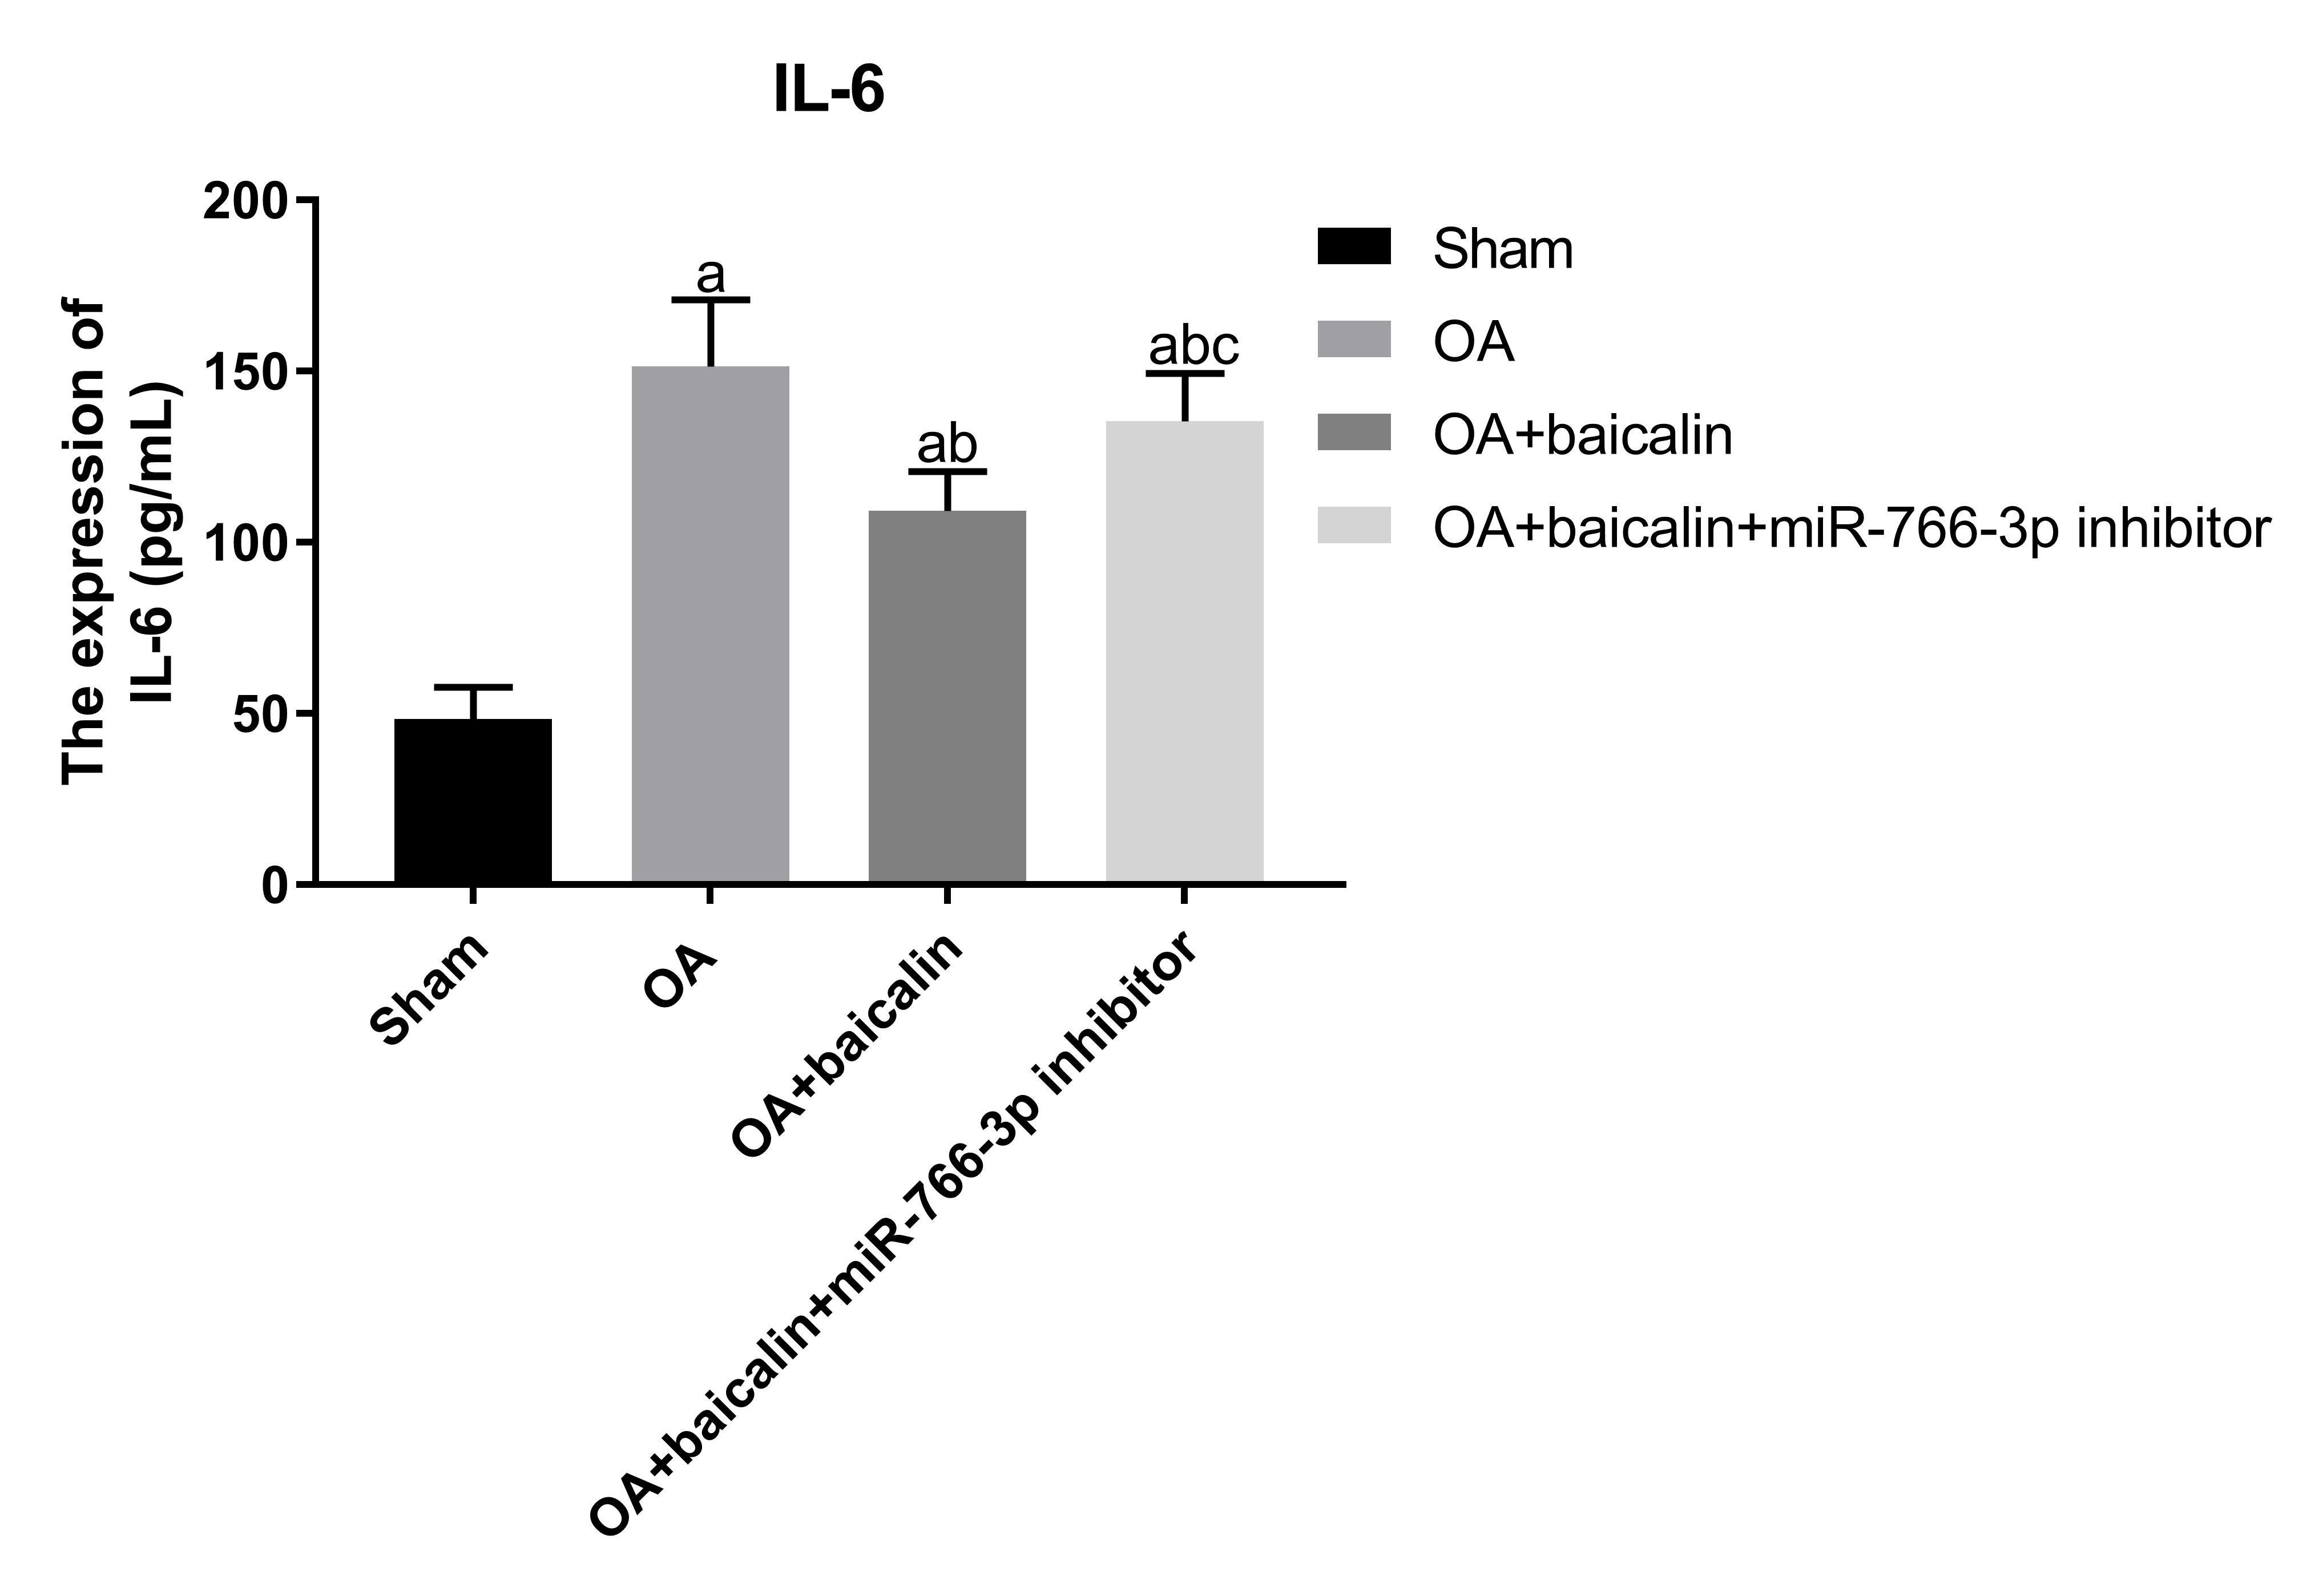 IL-6
The expression of
IL-6 (pg/mL)
200
150
100
50
0
a
ab
abc
Sham
OA
OA+baicalin
OA+baicalin+miR-766-3p inhibitor
Sham
OA
OA+baicalin
OA+baicalin+miR-766-3p inhibitor